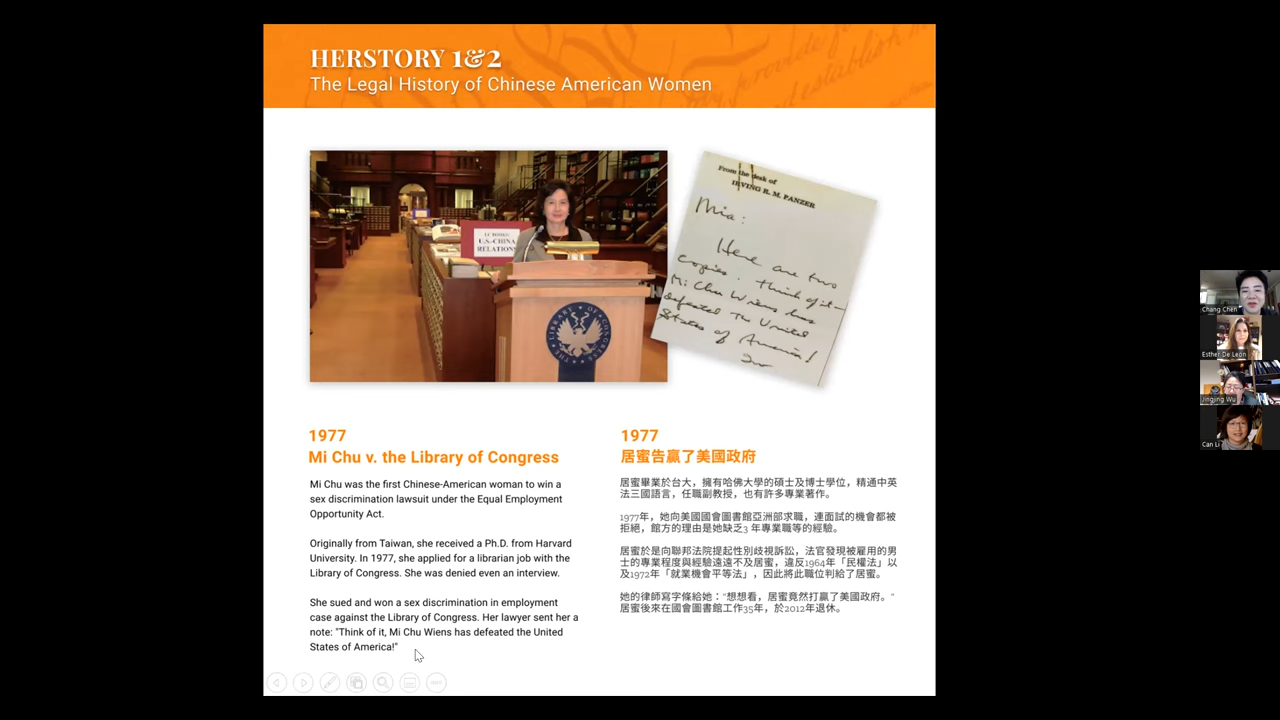 HERSTORY 1&2
The Legal History of Chinese American Women
LC BOOKS:
U.S-CHINA
RELATIONS
THE LIBRARY OF CONGRESS
From the desk of
IRVING R. M. PANZER
Mia:
Here are two
copies. Think of it—
Mi Chu Wiens has
defeated the United
States of America!
Irv
1977
Mi Chu v. the Library of Congress
Mi Chu was the first Chinese-American woman to win a
sex discrimination lawsuit under the Equal Employment
Opportunity Act.
Originally from Taiwan, she received a Ph.D. from Harvard
University. In 1977, she applied for a librarian job with the
Library of Congress. She was denied even an interview.
She sued and won a sex discrimination in employment
case against the Library of Congress. Her lawyer sent her a
note: "Think of it, Mi Chu Wiens has defeated the United
States of America!"
1977
居蜜告贏了美國政府
居蜜畢業於台大，擁有哈佛大學的碩士及博士學位，精通中英
法三國語言，任職副教授，也有許多專業著作。
1977年，她向美國國會圖書館亞洲部求職，連面試的機會都被
拒絕，館方的理由是她缺乏3 年專業職等的經驗。
居蜜於是向聯邦法院提起性別歧視訴訟，法官發現被雇用的男
士的專業程度與經驗遠遠不及居蜜，違反1964年「民權法」以
及1972年「就業機會平等法」，因此將此職位判給了居蜜。
她的律師寫字條給她："想想看，居蜜竟然打贏了美國政府。"
居蜜後來在國會圖書館工作35年，於2012年退休。
Chang Chen
Esther De Leon
Jingjing Wu
Can Li